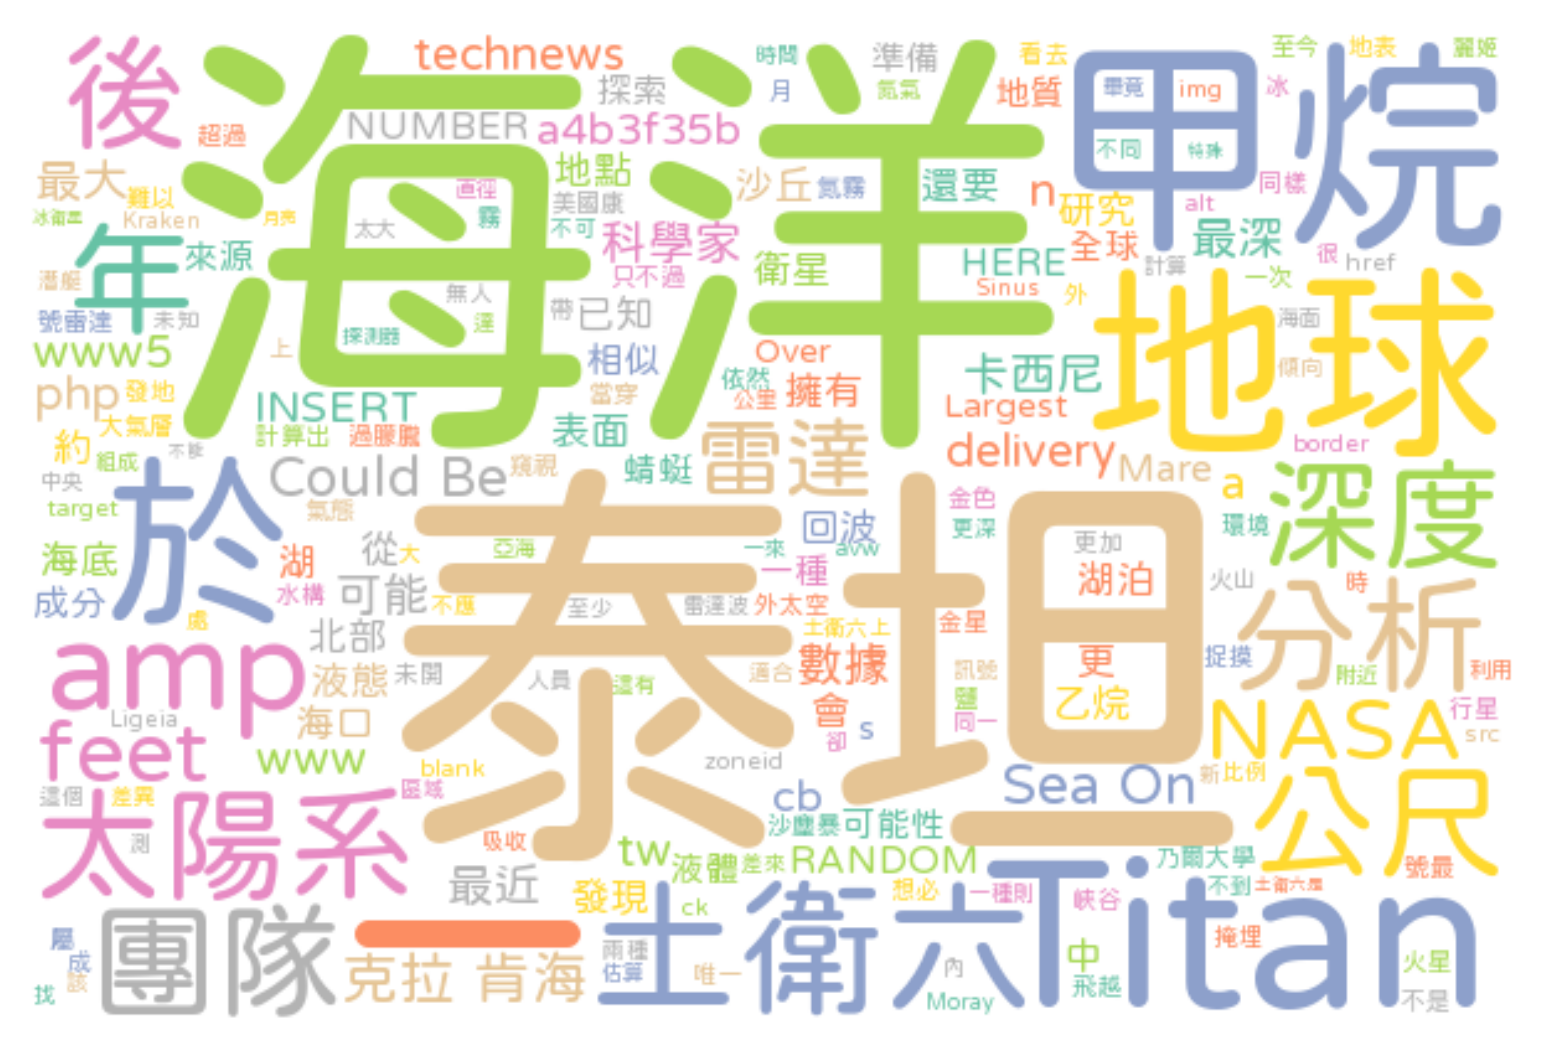 technews
時間
準備
看去
至今
地表
麗姬
後
海洋
探索
月
氮氣
地質
畢竟
img
冰
甲烷
超過
NUMBER
a4b3f35b
不同
特殊
最大
難以
直徑
地點
沙丘
氮霧
還要
n
研究
alt
同樣
冰衛星
Kraken
月亮
太大
霧
美國康
不可
科學家
全球
最深
年
來源
只不過
衛星
HERE
計算
很
href
潛艇
無人
Sinus
外
一次
號雷達
未知
探測器
達
帶
已知
海面
地球
www5
上
相似
Over
卡西尼
傾向
php
發地
INSERT
當穿
依然
公里
擁有
Largest
大氣層
計算出
過朦朧
表面
約
組成
不能
雷達
delivery
border
中央
Could Be
窺視
蜻蜓
Mare
a
深度
target
氣態
金色
於
回波
更深
環境
海底
從
大
亞海
一來
avw
更加
湖
一種
湖泊
火山
時
成分
水構
可能
不應
至少
雷達波
外太空
分析
處
北部
土衛六上
金星
泰坦
amp
液態
未開
人員
還有
適合
數據
訊號
更
捉摸
附近
利用
Ligeia
海口
會
鹽
乙烷
NASA
行星
feet
www
卻
s
同一
src
blank
zoneid
Sea On
新
比例
這個
差異
區域
cb
公尺
太陽系
測
吸收
沙塵暴
可能性
tw
液體
差來
RANDOM
乃爾大學
號最
最近
發現
ck
想必
一種則
峽谷
不到
土衛六是
團隊
一
土衛六
Titan
屬
成
兩種
掩埋
該
克拉 肯海
估算
唯一
內
中
火星
找
Moray
飛越
不是